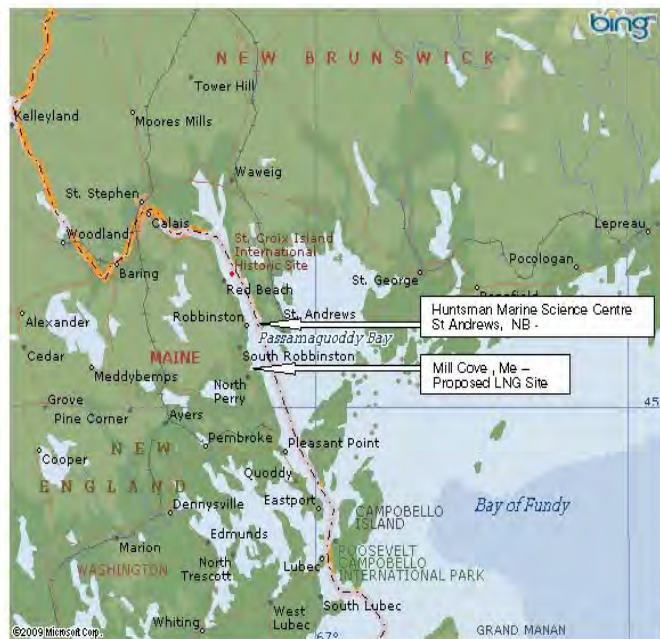 bing
NEW BRUNSWICK
Tower Hill
Kelleyland
Moores Mills
Waweig
St. Stephen
Calais
Woodland
Lepreau
St. Croix Island
International
Historic Site
Baring
Pocologan
St. George
Red Beach
Huntsman Marine Science Centre
St Andrews, NB -
Alexander
Robbinston
St. Andrews
Passamaquoddy Bay
Cedar
MAINE
South Robbinston
Mill Cove , Me –
Proposed LNG Site
Meddybemps
North
Perry
Grove
Pine Corner
Ayers
45
Pembroke
Pleasant Point
Cooper
NEW
ENGLAND
Quoddy
Dennysville
Eastport
CAMPOBELLO
ISLAND
Bay of Fundy
Edmunds
Marion
WASHINGTON
North
Trescott
Lubec
ROOSEVELT
CAMPOBELLO
INTERNATIONAL PARK
South Lubec
West
Lubec
Whiting
67°
GRAND MANAN
©2009 Microsoft Corp.